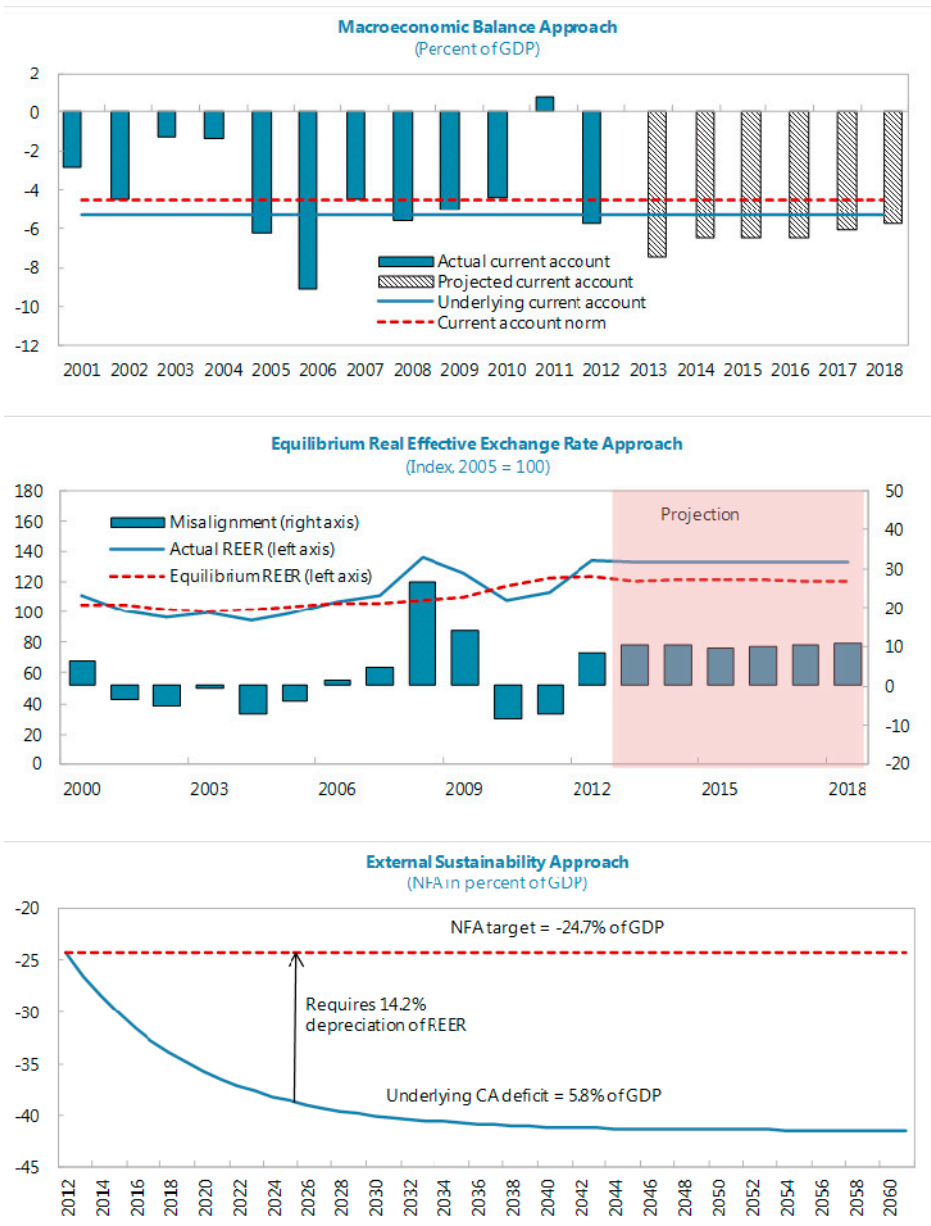 Macroeconomic Balance Approach
(Percent of GDP)
2
0
-2
-4
-6
-8
-10
-12
Actual current account
Projected current account
Underlying current account
Current account norm
2001 2002 2003 2004 2005 2006 2007 2008 2009 2010 2011 2012 2013 2014 2015 2016 2017 2018
Equilibrium Real Effective Exchange Rate Approach
(Index, 2005 = 100)
180
160
140
120
100
80
60
40
20
0
Misalignment (right axis)
Actual REER (left axis)
Equilibrium REER (left axis)
Projection
50
40
30
20
10
0
-10
-20
2000 2003 2006 2009 2012 2015 2018
External Sustainability Approach
(NFA in percent of GDP)
-20
-25
-30
-35
-40
-45
NFA target = -24.7% of GDP
Requires 14.2%
depreciation of REER
Underlying CA deficit = 5.8% of GDP
2012 2014 2016 2018 2020 2022 2024 2026 2028 2030 2032 2034 2036 2038 2040 2042 2044 2046 2048 2050 2052 2054 2056 2058 2060